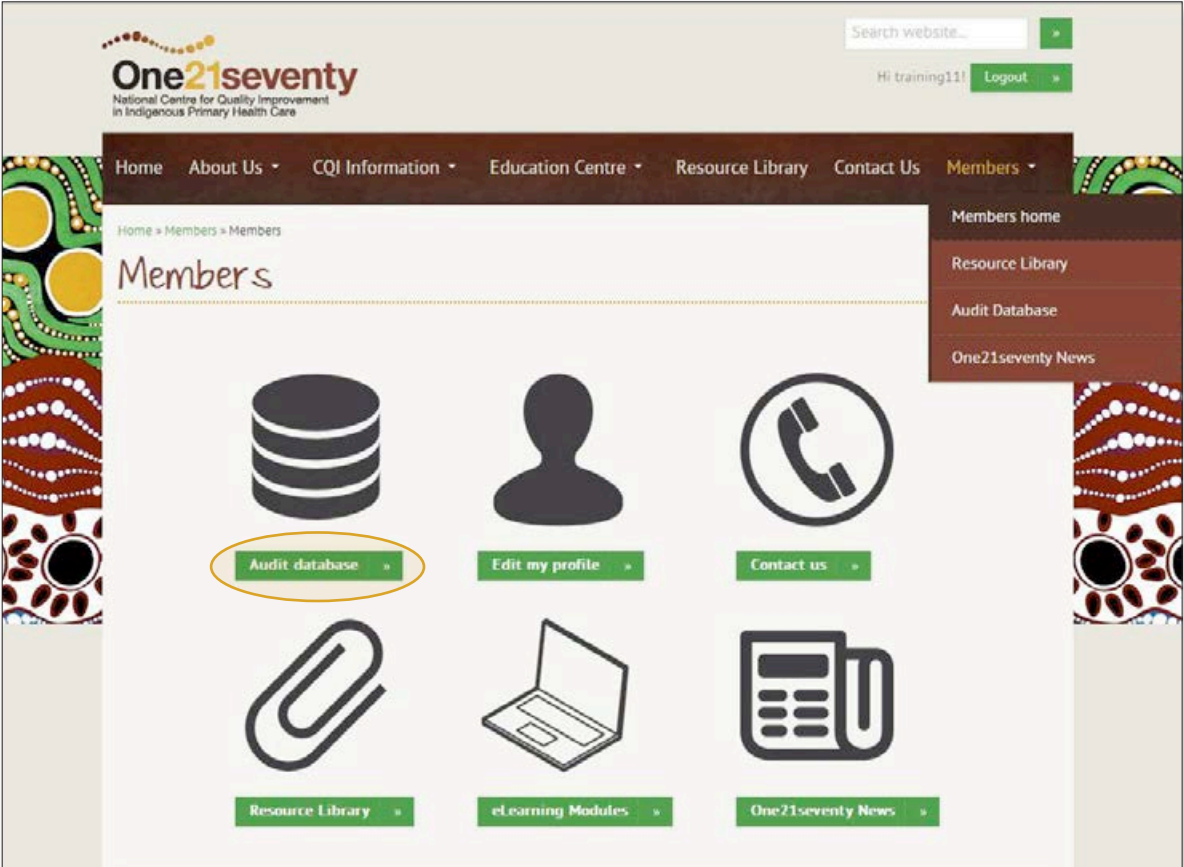 Search website... »
One21seventy
National Centre for Quality Improvement
in Indigenous Primary Health Care
Hi training11! Logout »
Home About Us CQI Information Education Centre Resource Library Contact Us Members
Members home
Resource Library
Audit Database
One21seventy News
Home » Members » Members
Members
Audit database » Edit my profile » Contact us »
Resource Library » eLearning Modules » One21seventy News »